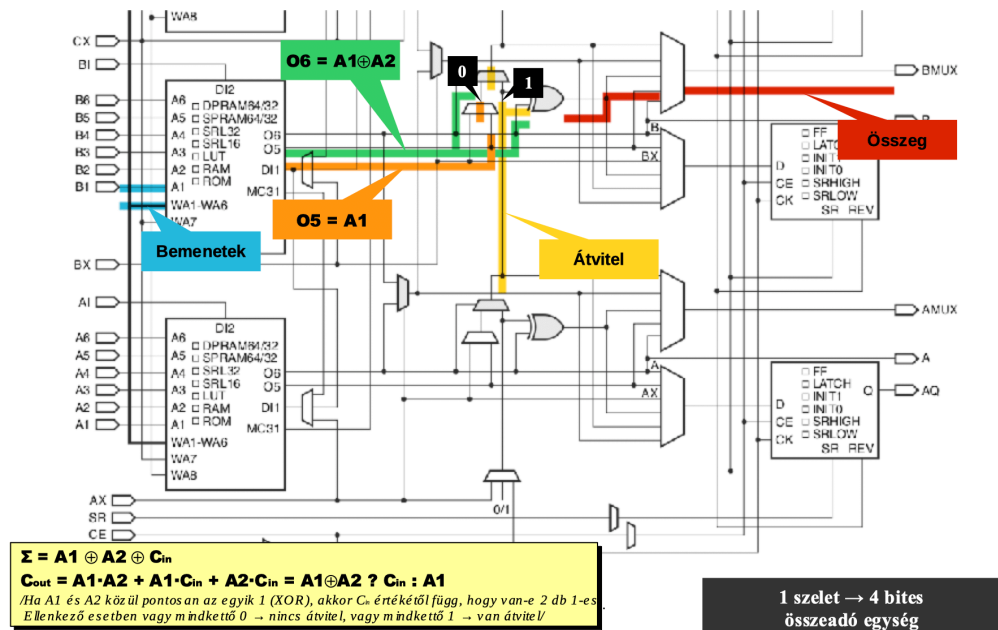 WA8
CX
BI
DI2
B6
B5
B4
B3
B2
B1
A6
A5
A4
A3
A2
A1
DPRAM64/32
SPRAM64/32
SRL32
SRL16
LUT
RAM
ROM
O6
O5
DI1
MC31
WA1-WA6
WA7
O6 = A1⊕A2
0
1
O5 = A1
Bemenetek
Átvitel
Összeg
BMUX
B
BX
D
CE
CK
FF
INIT1
INIT0
SRHIGH
SRLOW
SR REV
BX
AI
DI2
A6
A5
A4
A3
A2
A1
A6
A5
A4
A3
A2
A1
DPRAM64/32
SPRAM64/32
SRL32
SRL16
LUT
RAM
ROM
O6
O5
DI1
MC31
WA1-WA6
WA7
WA8
A
AX
AMUX
A
AQ
D
CE
CK
Q
FF
LATCH
INIT1
INIT0
SRHIGH
SRLOW
SR REV
AX
SR
CE
0/1
Σ = A1 ⊕ A2 ⊕ Cin
Cout = A1·A2 + A1·Cin + A2·Cin = A1⊕A2 ? Cin : A1
/Ha A1 és A2 közül pontosan az egyik 1 (XOR), akkor Cin értékétől függ, hogy van-e 2 db 1-es.
Ellenkező esetben vagy mindkettő 0 → nincs átvitel, vagy mindkettő 1 → van átvitel/
1 szelet → 4 bites
összeadó egység